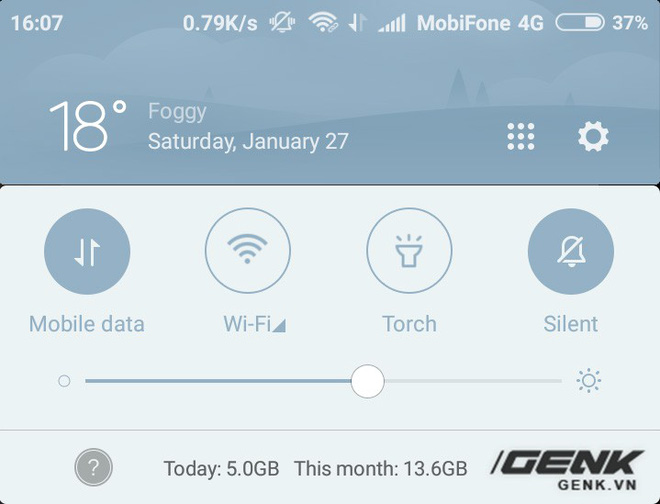 16:07 0.79K/s MobiFone 4G 37%
18° Foggy
Saturday, January 27
Mobile data Wi-Fi Torch Silent
? Today: 5.0GB This month: 13.6GB
GENK
GENK.VN